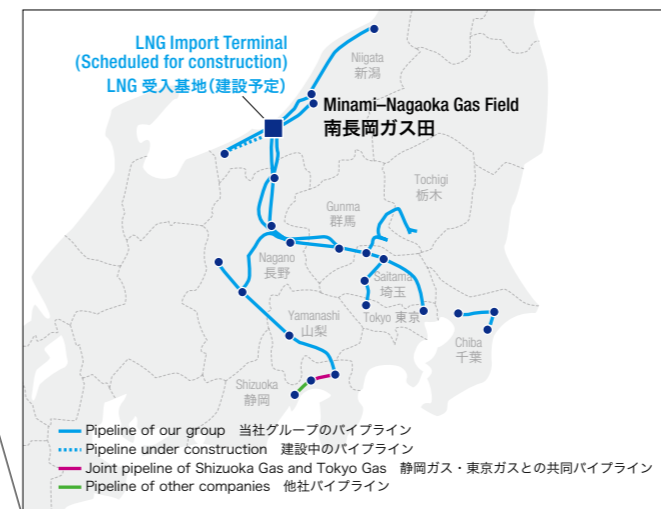 LNG Import Terminal
(Scheduled for construction)
LNG 受入基地(建設予定)
Niigata
新潟
Minami–Nagaoka Gas Field
南長岡ガス田
Tochigi
栃木
Gunma
群馬
Nagano
長野
Saitama
埼玉
Yamanashi
山梨
Tokyo 東京
Chiba
千葉
Shizuoka
静岡
Pipeline of our group 当社グループのパイプライン
Pipeline under construction 建設中のパイプライン
Joint pipeline of Shizuoka Gas and Tokyo Gas 静岡ガス・東京ガスとの共同パイプライン
Pipeline of other companies 他社パイプライン